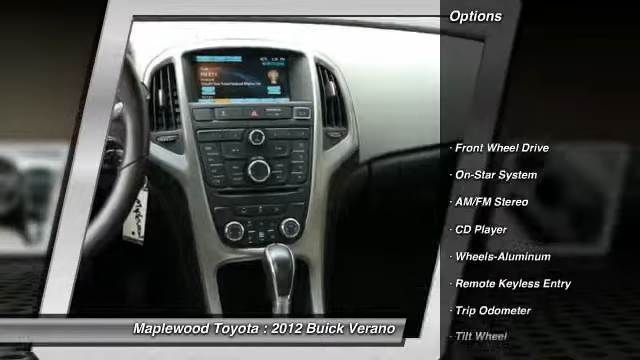 Options
· Front Wheel Drive
· On-Star System
· AM/FM Stereo
· CD Player
· Wheels-Aluminum
· Remote Keyless Entry
· Trip Odometer
· Tilt Wheel
Maplewood Toyota : 2012 Buick Verano